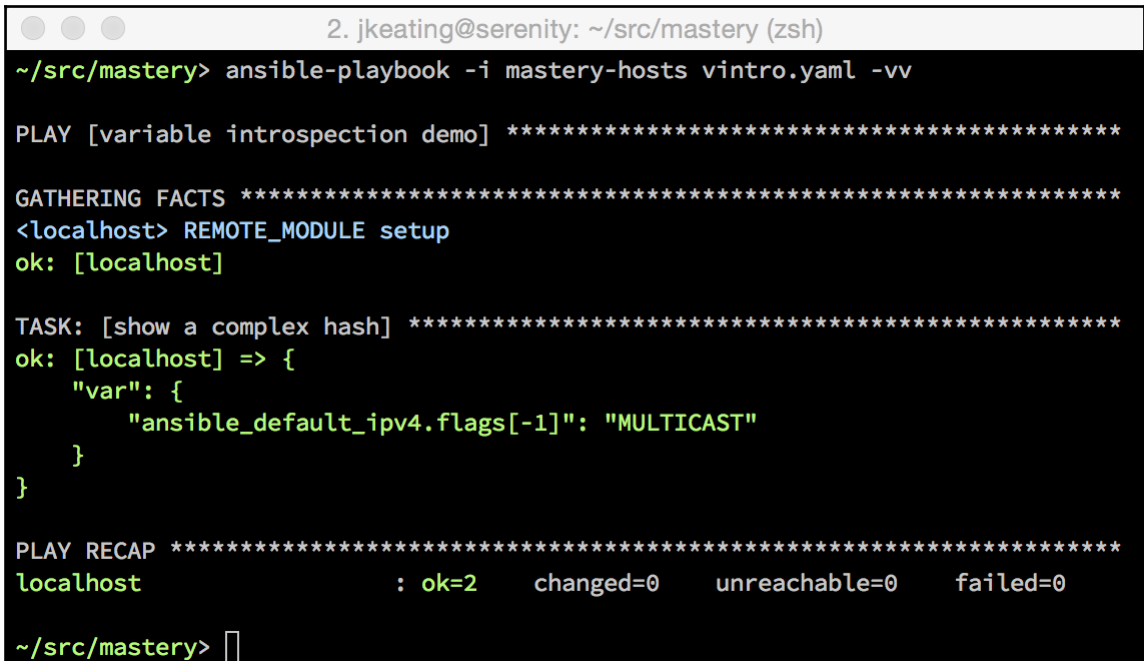 2. jkeating@serenity: ~/src/mastery (zsh)
~/src/mastery> ansible-playbook -i mastery-hosts vintro.yaml -vv
PLAY [variable introspection demo] ********************************************
GATHERING FACTS ***************************************************************
<localhost> REMOTE_MODULE setup
ok: [localhost]
TASK: [show a complex hash] ***************************************************
ok: [localhost] => {
    "var": {
        "ansible_default_ipv4.flags[-1]": "MULTICAST"
    }
}
PLAY RECAP ********************************************************************
localhost                  : ok=2    changed=0    unreachable=0    failed=0
~/src/mastery>